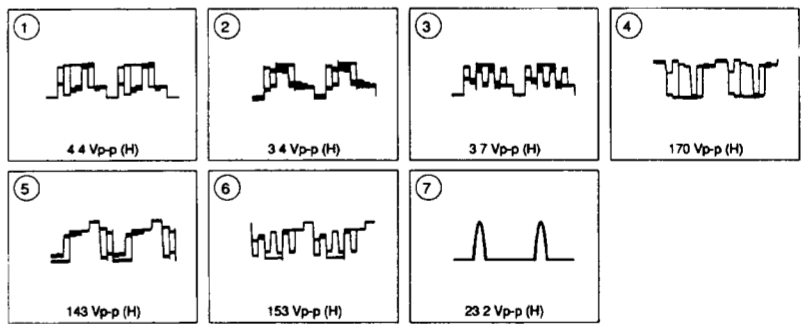 1
2
3
4
4 4 Vp-p (H)
3 4 Vp-p (H)
3 7 Vp-p (H)
170 Vp-p (H)
5
6
7
143 Vp-p (H)
153 Vp-p (H)
23 2 Vp-p (H)